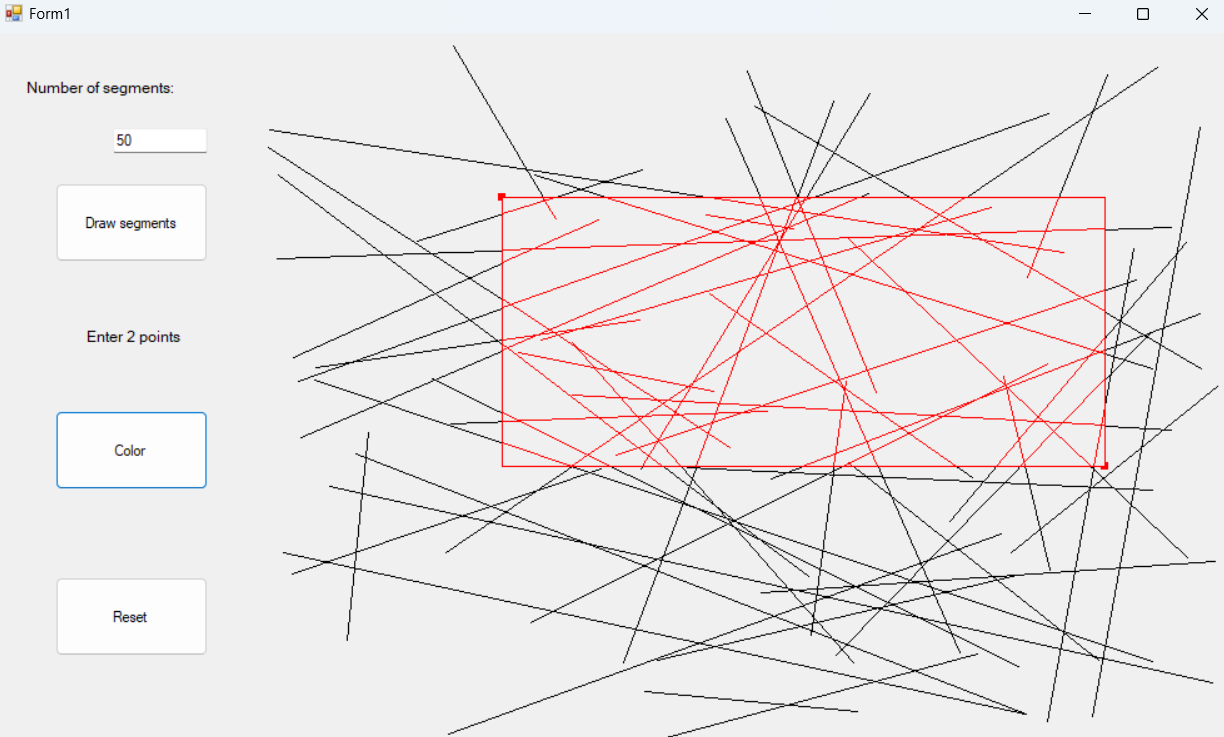 Form1
Number of segments:
50
Draw segments
Enter 2 points
Color
Reset